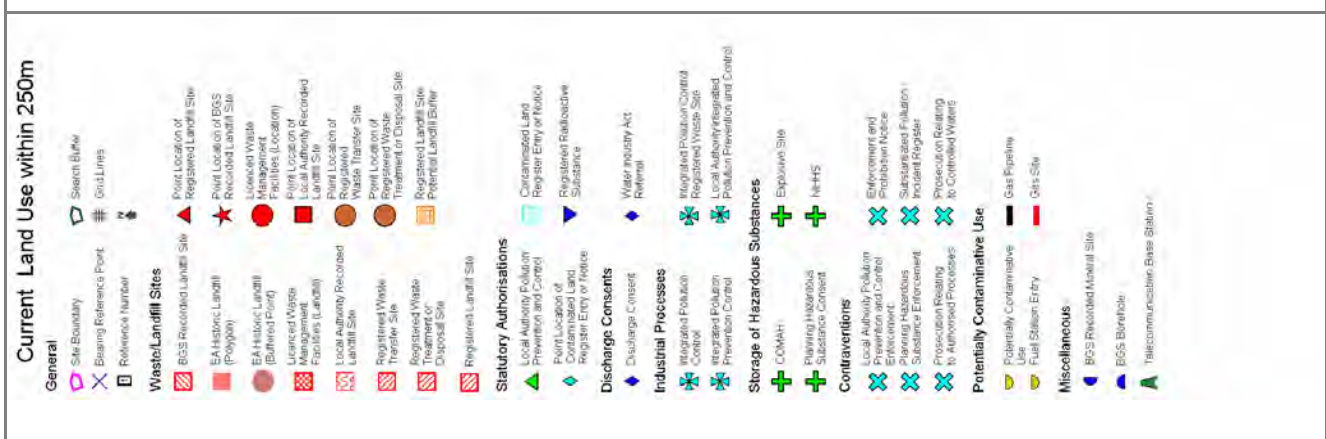 Current Land Use within 250m
General
Site Boundary
Search Buffer
Bearing Reference Point
Grid Lines
Reference Number
N
Waste/Landfill Sites
BGS Recorded Landfill Site
Point Location of
Registered Landfill Site
EA Historic Landfill
(Polygon)
Point Location of BGS
Recorded Landfill Site
EA Historic Landfill
(Buffered Point)
Licenced Waste
Management
Facilities (Location)
Licenced Waste
Management
Facilities (Landfill)
Point Location of
Local Authority Recorded
Landfill Site
Local Authority Recorded
Landfill Site
Point Location of
Registered
Waste Transfer Site
Registered Waste
Transfer Site
Point Location of
Registered Waste
Treatment or Disposal Site
Registered Waste
Treatment or
Disposal Site
Registered Landfill Site
Potential Landfill Buffer
Registered Landfill Site
Statutory Authorisations
Local Authority Pollution
Prevention and Control
Contaminated Land
Register Entry or Notice
Point Location of
Contaminated Land
Register Entry or Notice
Registered Radioactive
Substance
Discharge Consents
Discharge Consent
Water Industry Act
Referral
Industrial Processes
Integrated Pollution
Control
Integrated Pollution Control
Registered Waste Site
Integrated Pollution
Prevention Control
Local Authority Integrated
Pollution Prevention and Control
Storage of Hazardous Substances
COMAH
Explosive Site
Planning Hazardous
Substance Consent
NIHHS
Contraventions
Local Authority Pollution
Prevention and Control
Enforcement
Enforcement and
Prohibition Notice
Planning Hazardous
Substance Enforcement
Substantiated Pollution
Incident Register
Prosecution Relating
to Authorised Processes
Prosecution Relating
to Controlled Waters
Potentially Contaminative Use
Potentially Contaminative
Use
Gas Pipeline
Fuel Station Entry
Gas Site
Miscellaneous
BGS Recorded Mineral Site
BGS Borehole
Telecommunication Base Station